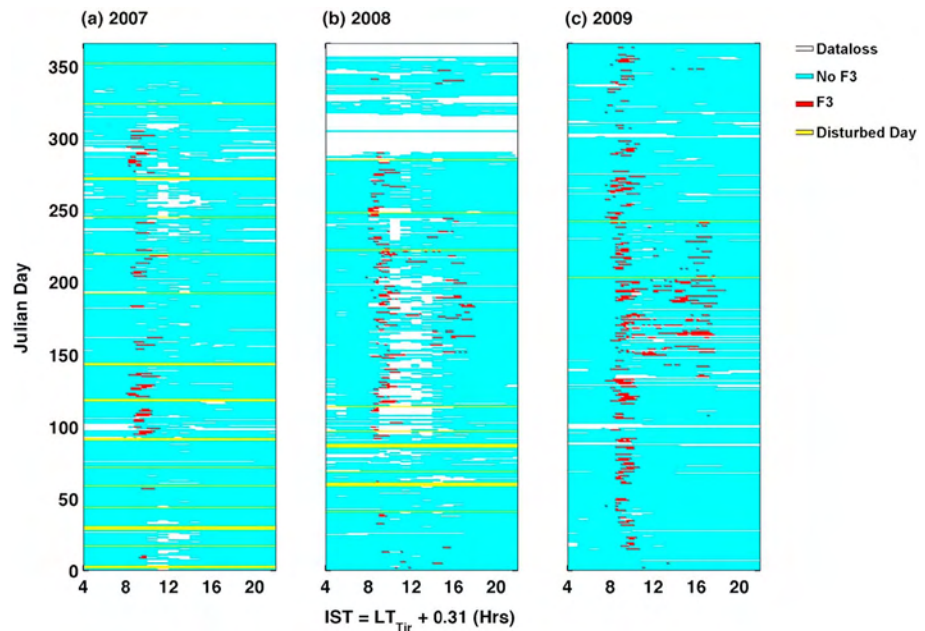 (a) 2007
(b) 2008
(c) 2009
Julian Day
350
300
250
200
150
100
50
0
4 8 12 16 20
4 8 12 16 20
4 8 12 16 20
IST = LT_Tir + 0.31 (Hrs)
Dataloss
No F3
F3
Disturbed Day